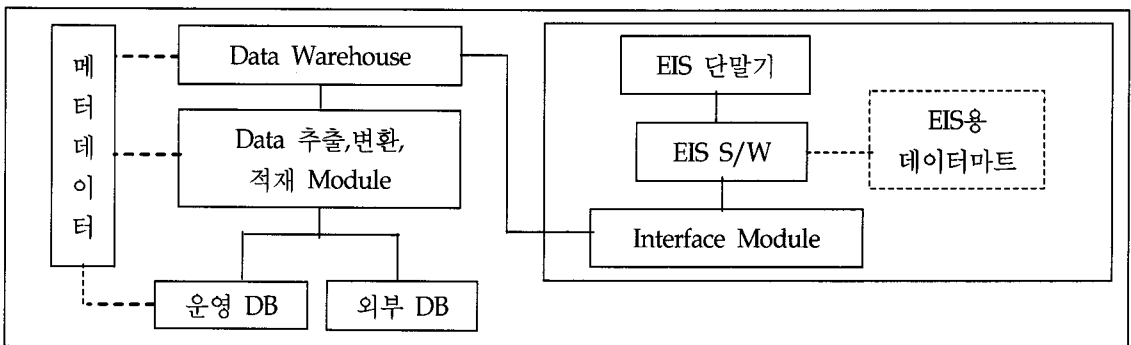 메
터
데
이
터
Data Warehouse
Data 추출,변환,
적재 Module
운영 DB
외부 DB
EIS 단말기
EIS S/W
EIS용
데이터마트
Interface Module